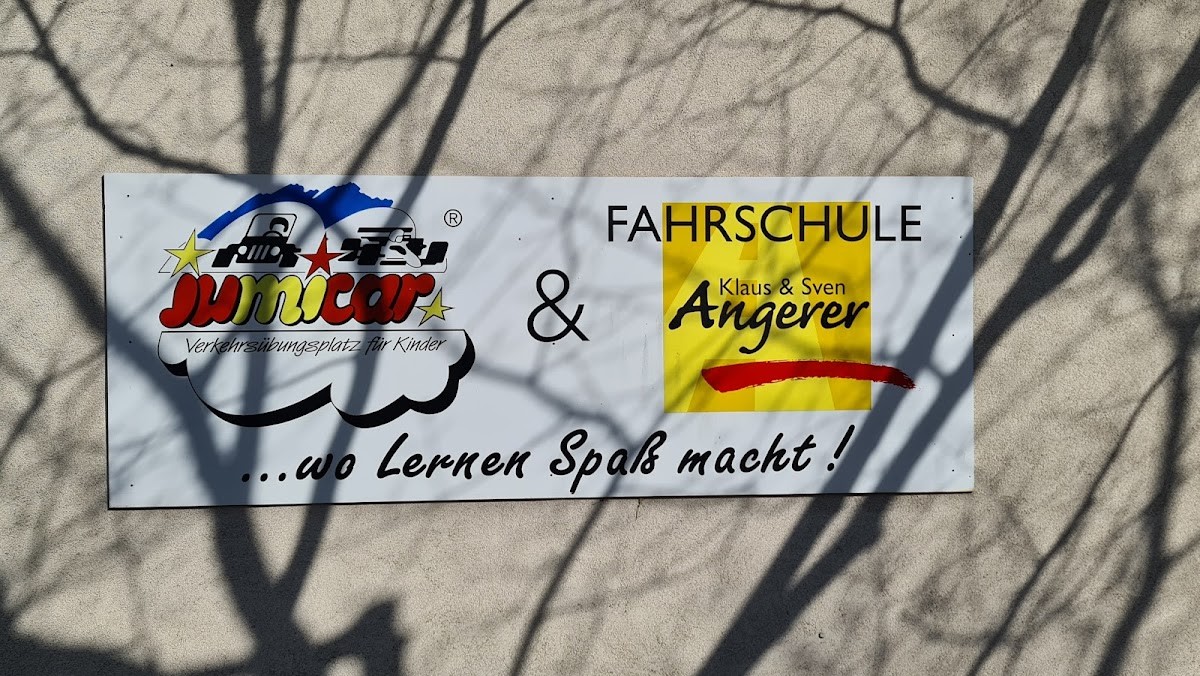 jumicar ®
Verkehrsübungsplatz für Kinder
&
FAHRSCHULE
Klaus & Sven
Angerer
...wo Lernen Spaß macht!